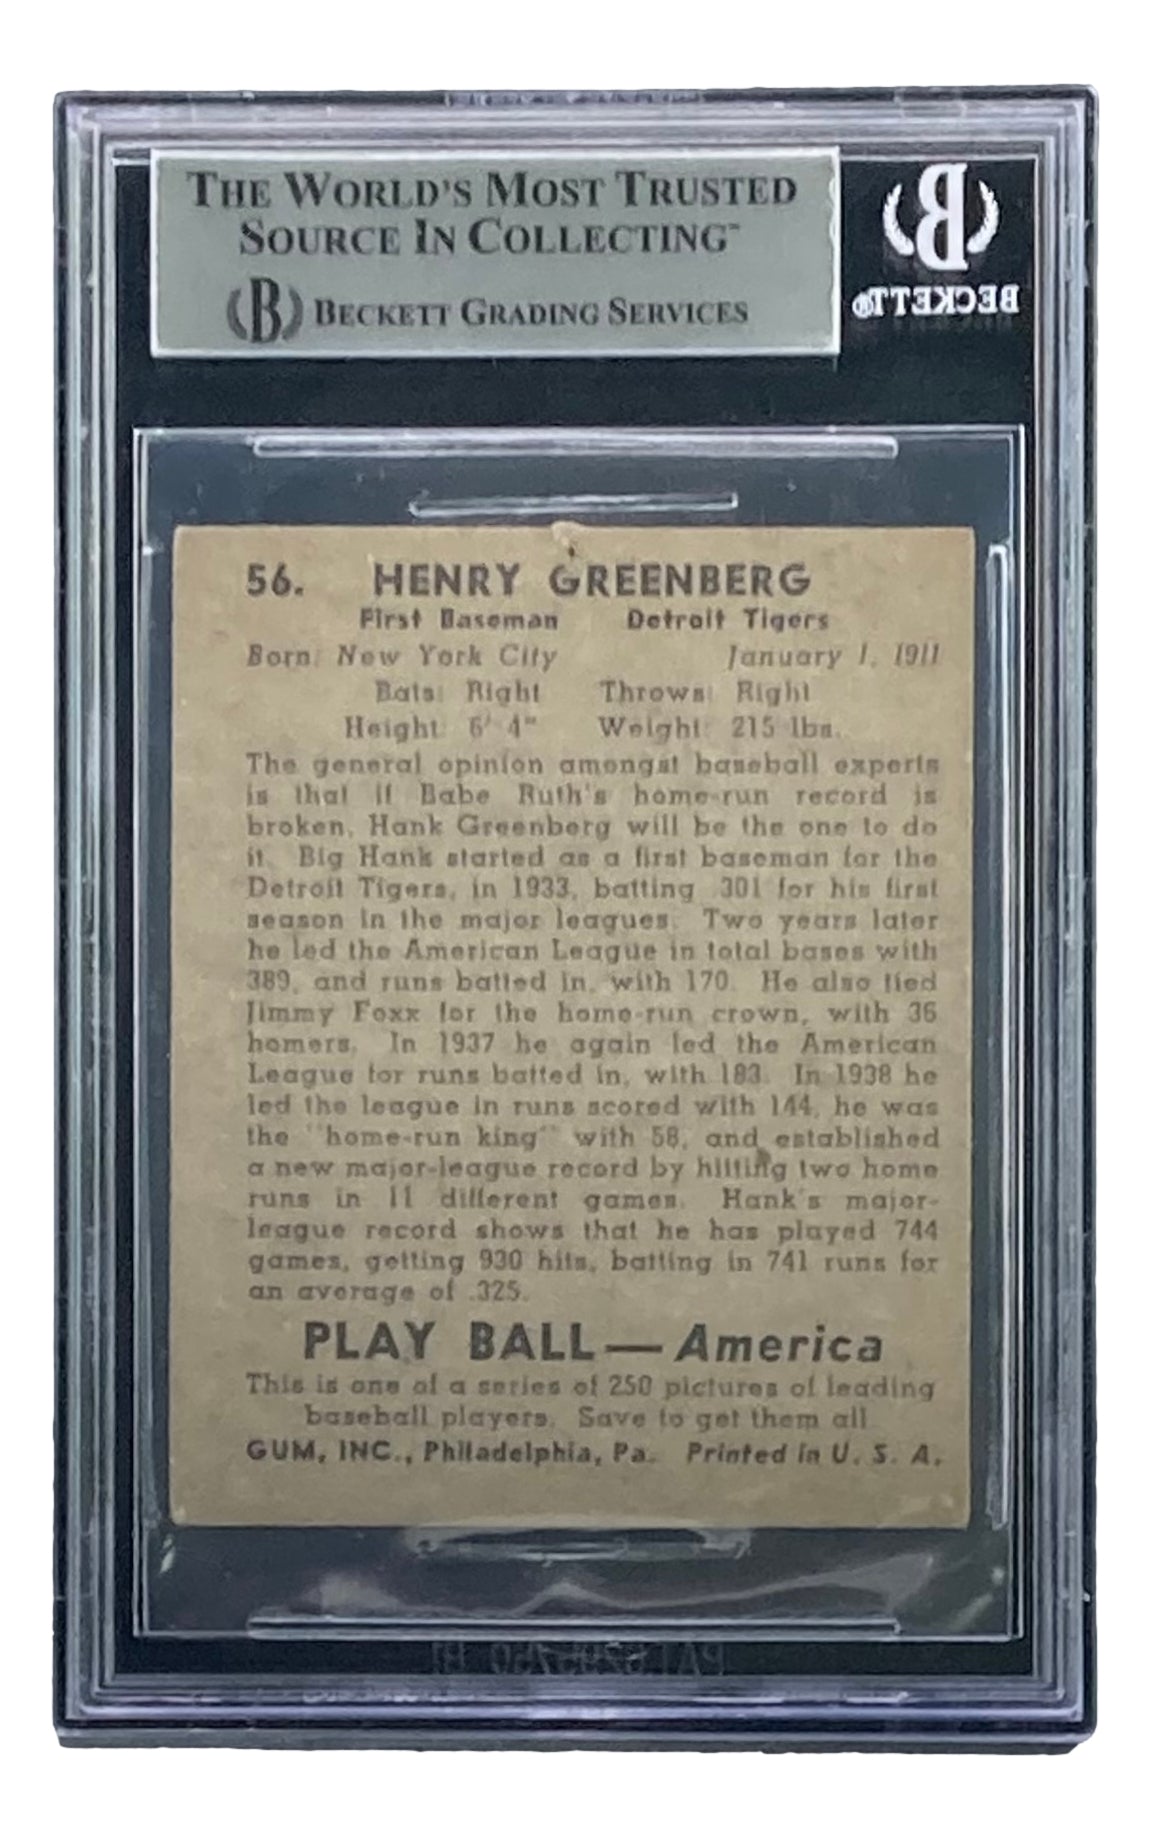 THE WORLD'S MOST TRUSTED
SOURCE IN COLLECTING™
B BECKETT GRADING SERVICES
B
BECKETT®
56. HENRY GREENBERG
First Baseman Detroit Tigers
Born: New York City January 1, 1911
Bats: Right Throws: Right
Height: 6' 4" Weight: 215 lbs.
The general opinion amongst baseball experts
is that if Babe Ruth's home-run record is
broken, Hank Greenberg will be the one to do
it. Big Hank started as a first baseman for the
Detroit Tigers, in 1933, batting .301 for his first
season in the major leagues. Two years later
he led the American League in total bases with
389, and runs batted in, with 170. He also tied
Jimmy Foxx for the home-run crown, with 36
homers. In 1937 he again led the American
League for runs batted in, with 183. In 1938 he
led the league in runs scored with 144, he was
the "home-run king" with 58, and established
a new major-league record by hitting two home
runs in 11 different games. Hank's major-
league record shows that he has played 744
games, getting 930 hits, batting in 741 runs for
an average of .325.
PLAY BALL — America
This is one of a series of 250 pictures of leading
baseball players. Save to get them all.
GUM, INC., Philadelphia, Pa. Printed in U. S. A.